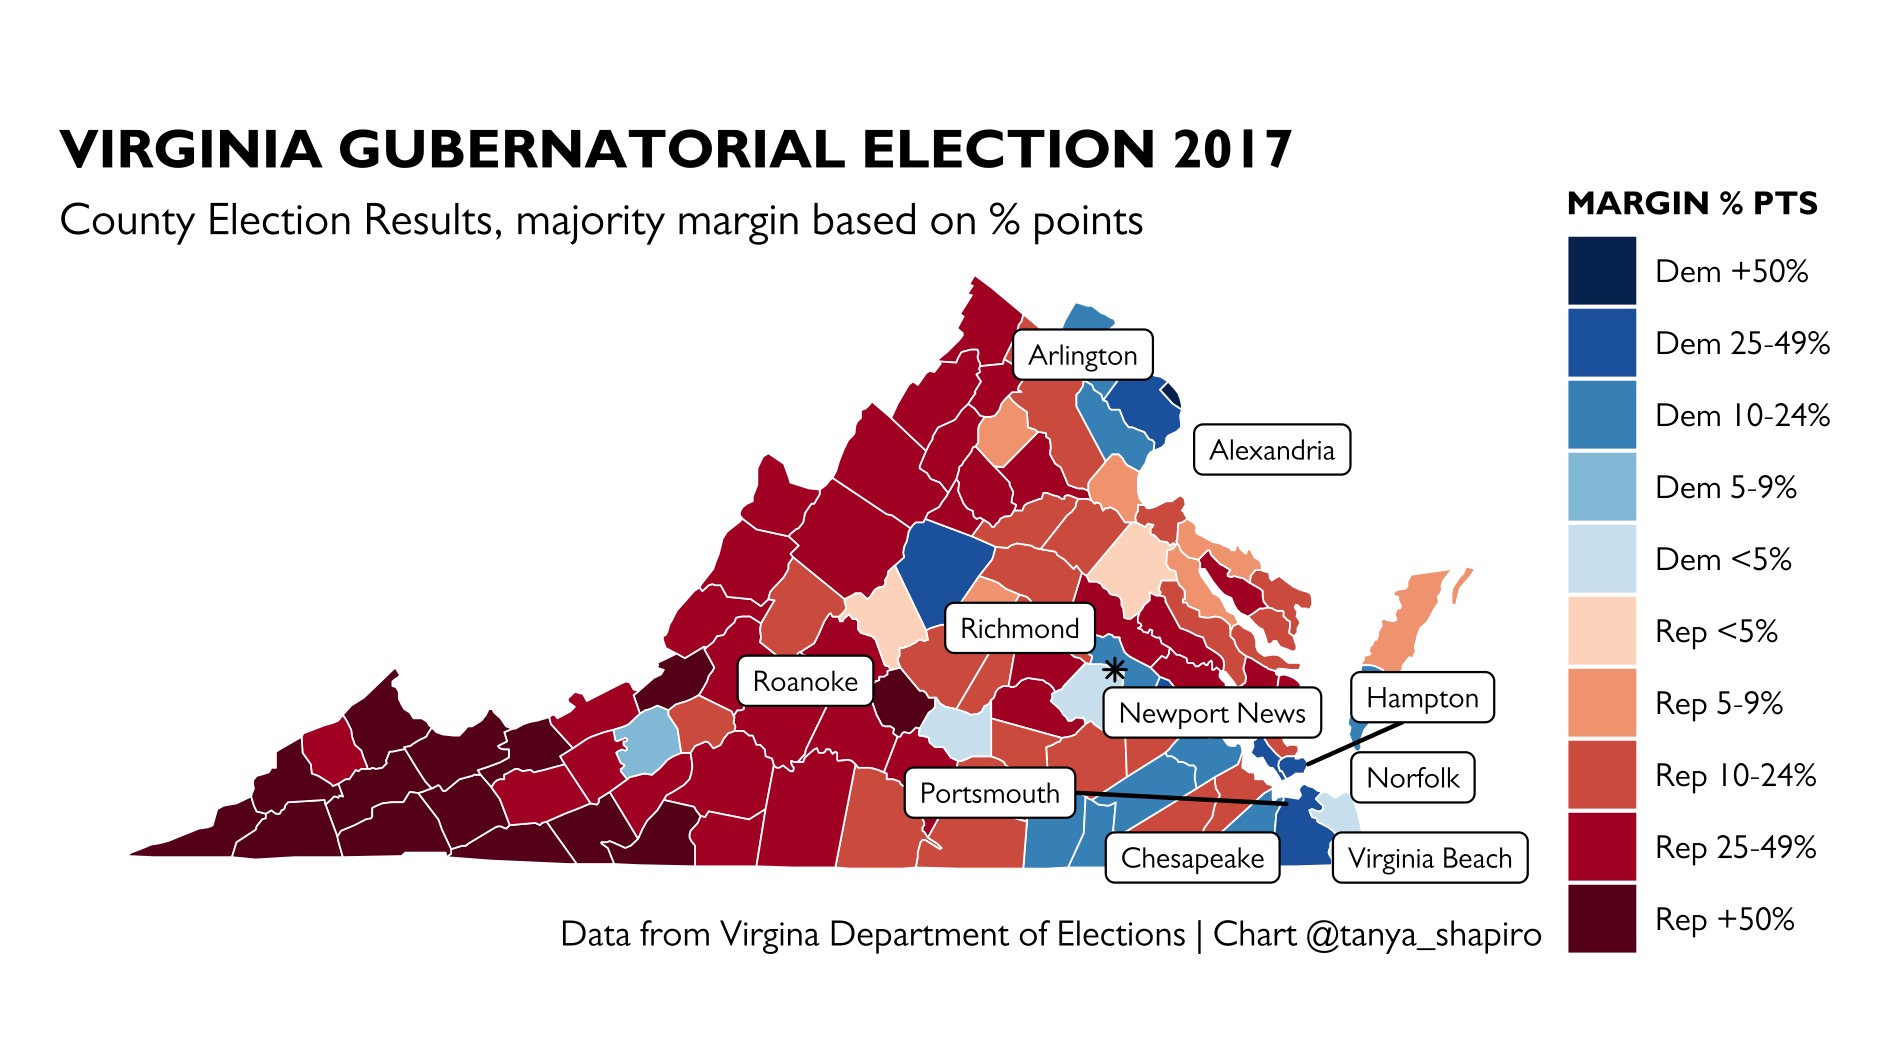 VIRGINIA GUBERNATORIAL ELECTION 2017
County Election Results, majority margin based on % points
MARGIN % PTS
Dem +50%
Dem 25-49%
Dem 10-24%
Dem 5-9%
Dem <5%
Rep <5%
Rep 5-9%
Rep 10-24%
Rep 25-49%
Rep +50%
Arlington
Alexandria
Richmond
Roanoke
Hampton
Newport News
Norfolk
Portsmouth
Chesapeake
Virginia Beach
Data from Virgina Department of Elections | Chart @tanya_shapiro